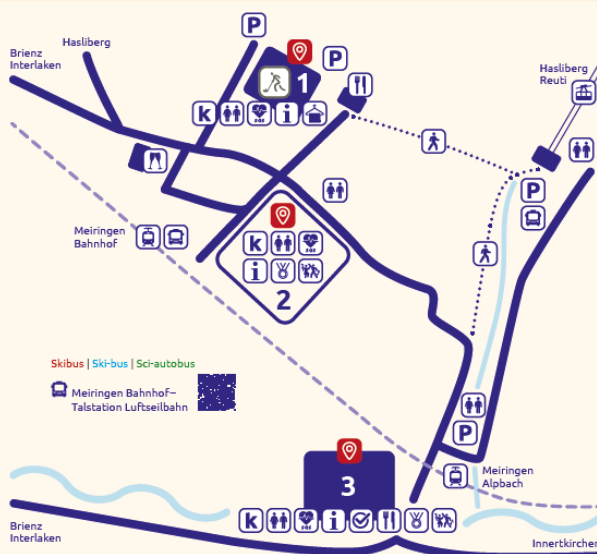 P
Hasliberg
Brienz
Interlaken
P
1
Hasliberg
Reuti
k
i
P
Meiringen
Bahnhof
k
i
2
Skibus | Ski-bus | Sci-autobus
Meiringen Bahnhof–
Talstation Luftseilbahn
P
Meiringen
Alpbach
3
k
i
Brienz
Interlaken
Innertkirchen